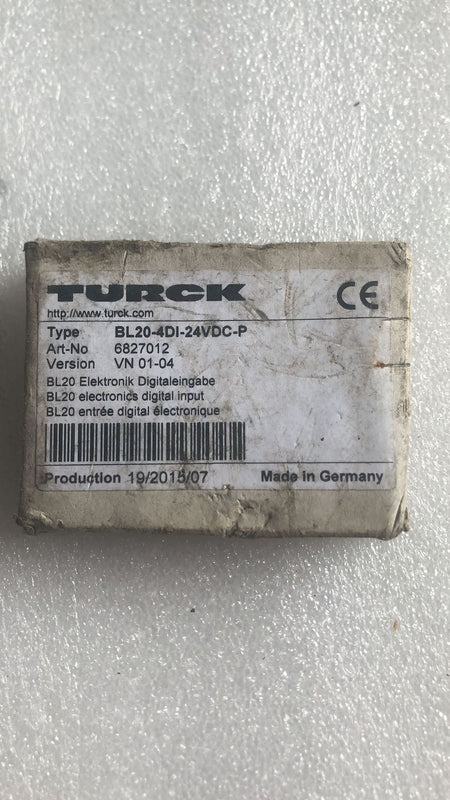 TURCK
CE
http://www.turck.com
Type BL20-4DI-24VDC-P
Art-No 6827012
Version VN 01-04
BL20 Elektronik Digitaleingabe
BL20 electronics digital input
BL20 entrée digital électronique
Production 19/2015/07 Made in Germany